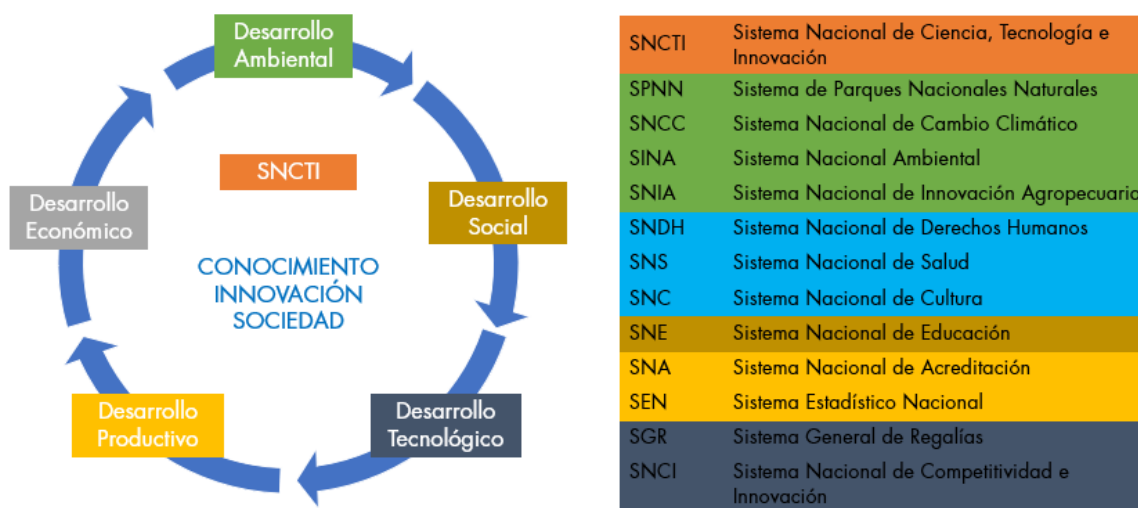 Desarrollo
Ambiental
SNCTI
Desarrollo
Económico
Desarrollo
Social
CONOCIMIENTO
INNOVACIÓN
SOCIEDAD
Desarrollo
Productivo
Desarrollo
Tecnológico
SNCTI Sistema Nacional de Ciencia, Tecnología e
Innovación
SPNN Sistema de Parques Nacionales Naturales
SNCC Sistema Nacional de Cambio Climático
SINA Sistema Nacional Ambiental
SNIA Sistema Nacional de Innovación Agropecuaria
SNDH Sistema Nacional de Derechos Humanos
SNS Sistema Nacional de Salud
SNC Sistema Nacional de Cultura
SNE Sistema Nacional de Educación
SNA Sistema Nacional de Acreditación
SEN Sistema Estadístico Nacional
SGR Sistema General de Regalías
SNCI Sistema Nacional de Competitividad e
Innovación